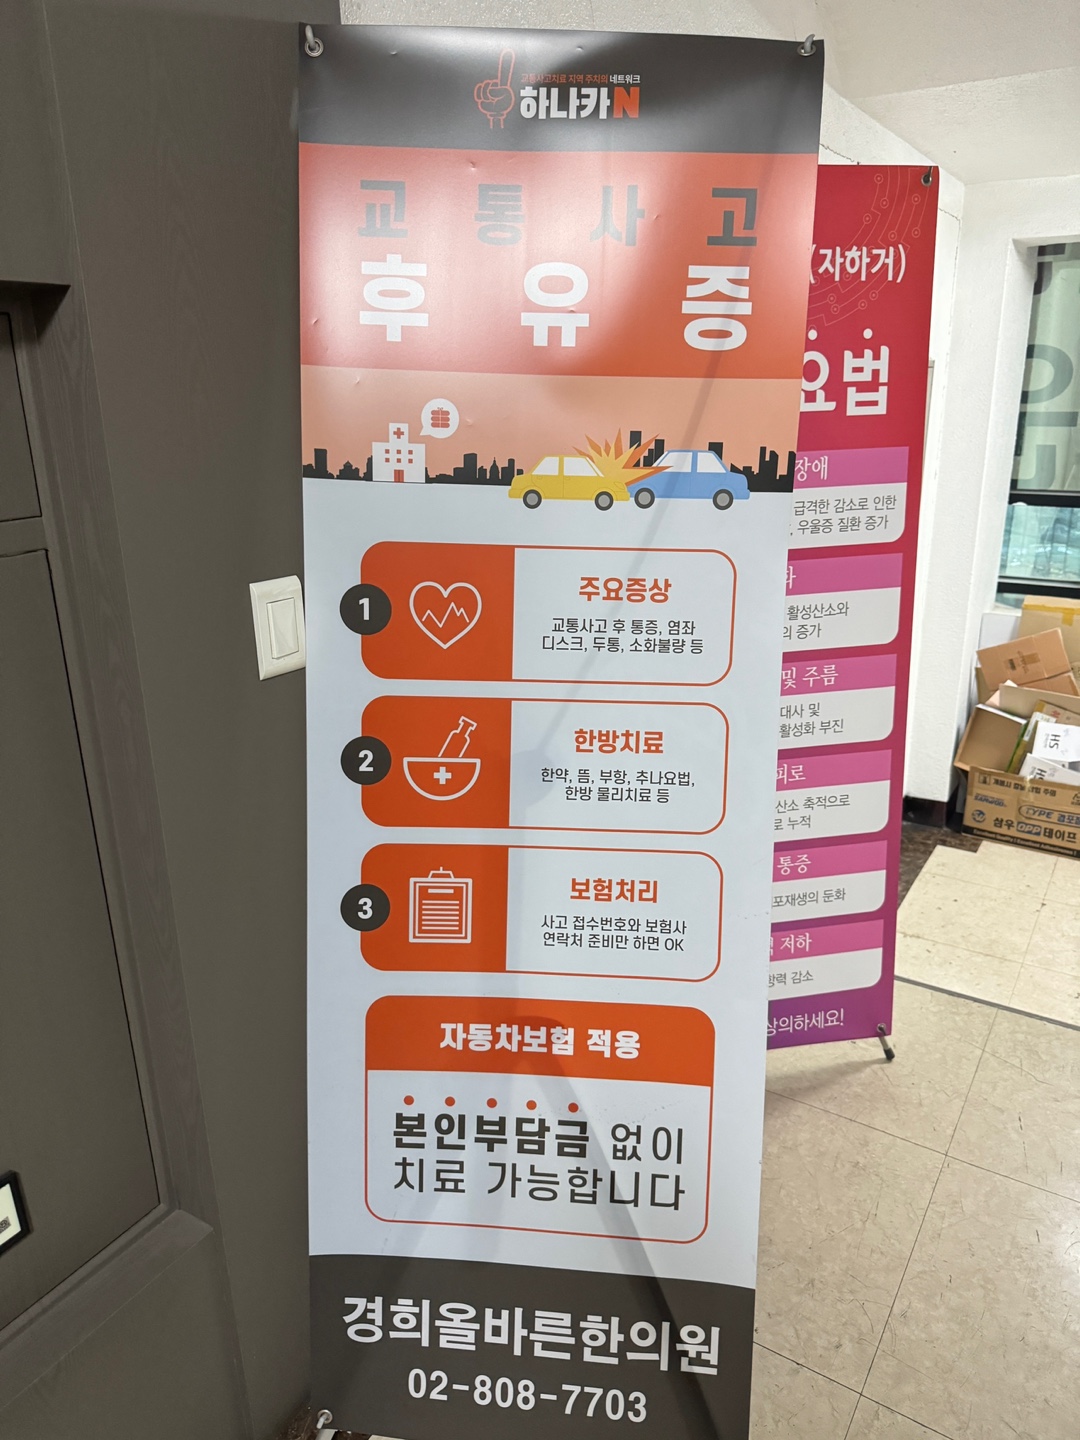 교통사고치료 지역 주치의 네트워크
하나카N
교통사고
후유증
1
주요증상
교통사고 후 통증, 염좌
디스크, 두통, 소화불량 등
2
한방치료
한약, 뜸, 부항, 추나요법,
한방 물리치료 등
3
보험처리
사고 접수번호와 보험사
연락처 준비만 하면 OK
자동차보험 적용
본인부담금 없이
치료 가능합니다
경희올바른한의원
02-808-7703
(자하거)
요법
장애
급격한 감소로 인한
우울증 질환 증가
화
활성산소와
의 증가
및 주름
대사 및
활성화 부진
피로
산소 축적으로
로 누적
통증
포재생의 둔화
저하
항력 감소
상의하세요!
TYPE
삼우 OPP 테이프